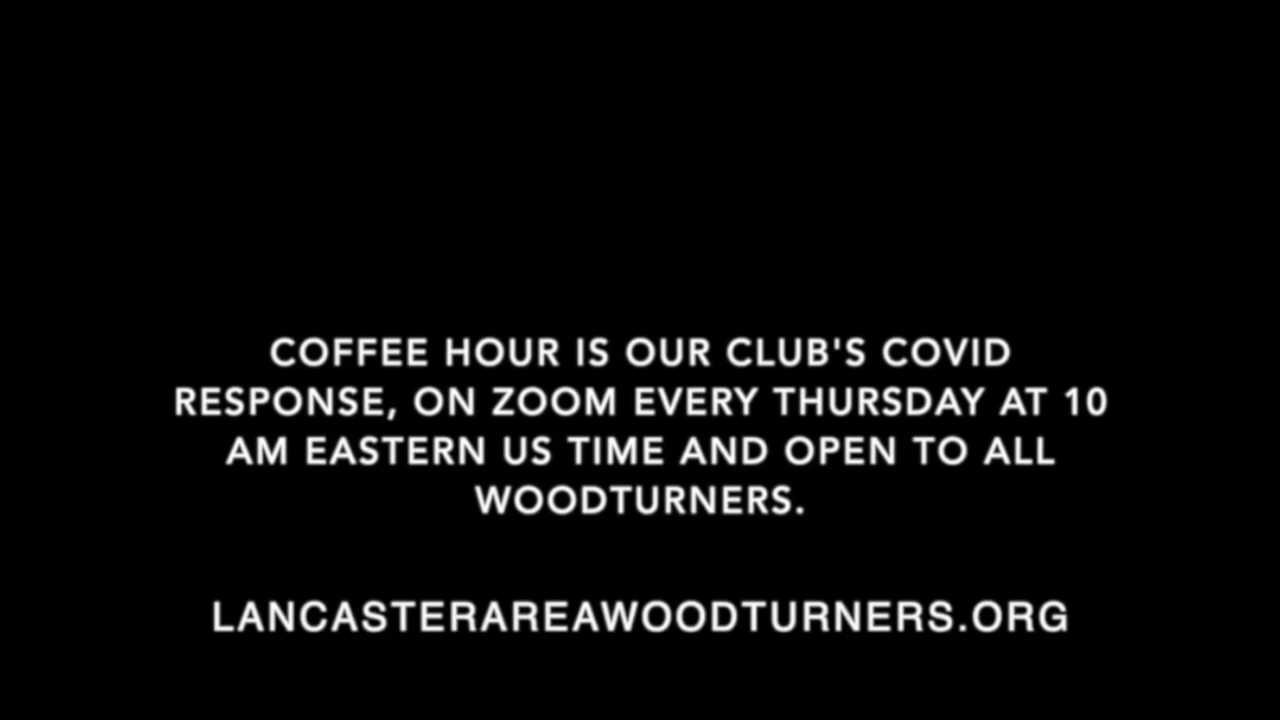 COFFEE HOUR IS OUR CLUB'S COVID
RESPONSE, ON ZOOM EVERY THURSDAY AT 10
AM EASTERN US TIME AND OPEN TO ALL
WOODTURNERS.
LANCASTERAREAWOODTURNERS.ORG